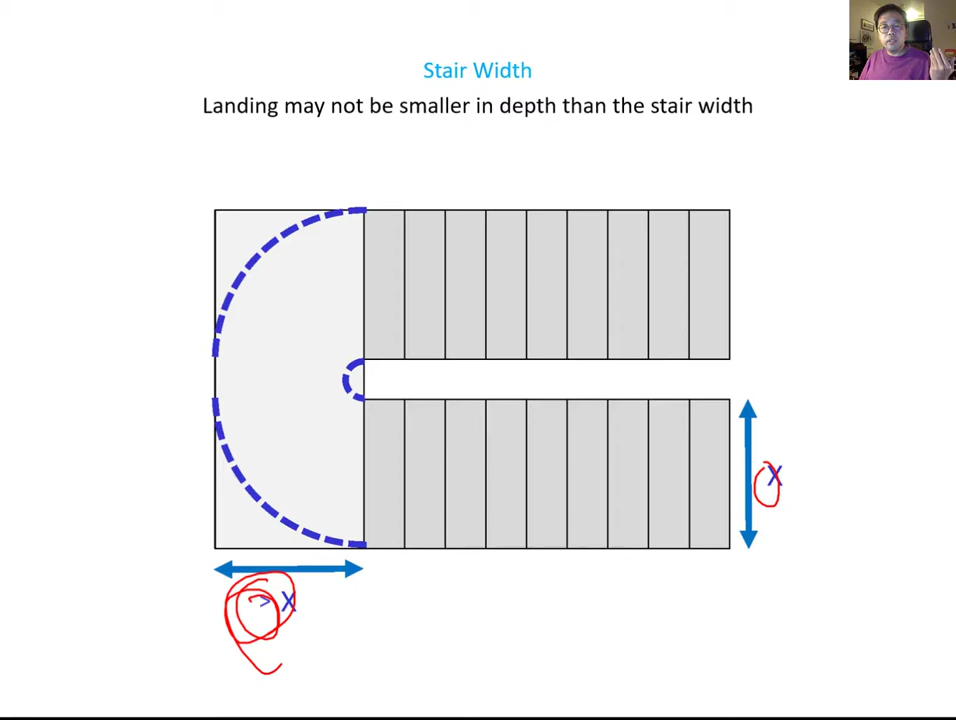 Stair Width
Landing may not be smaller in depth than the stair width
X
> X